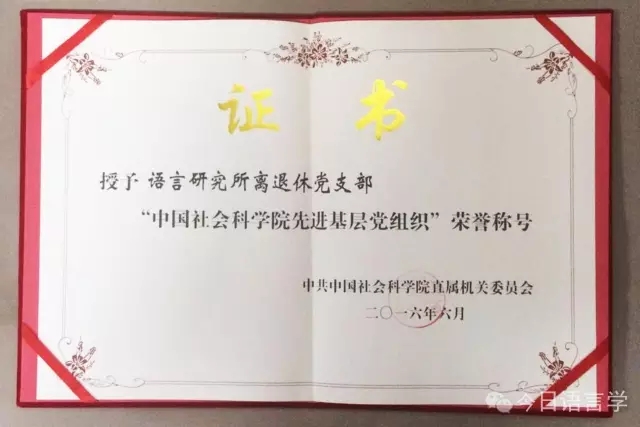 证 书
授予 语言研究所离退休党支部
“中国社会科学院先进基层党组织”荣誉称号
中共中国社会科学院直属机关委员会
二〇一六年六月
今日语言学